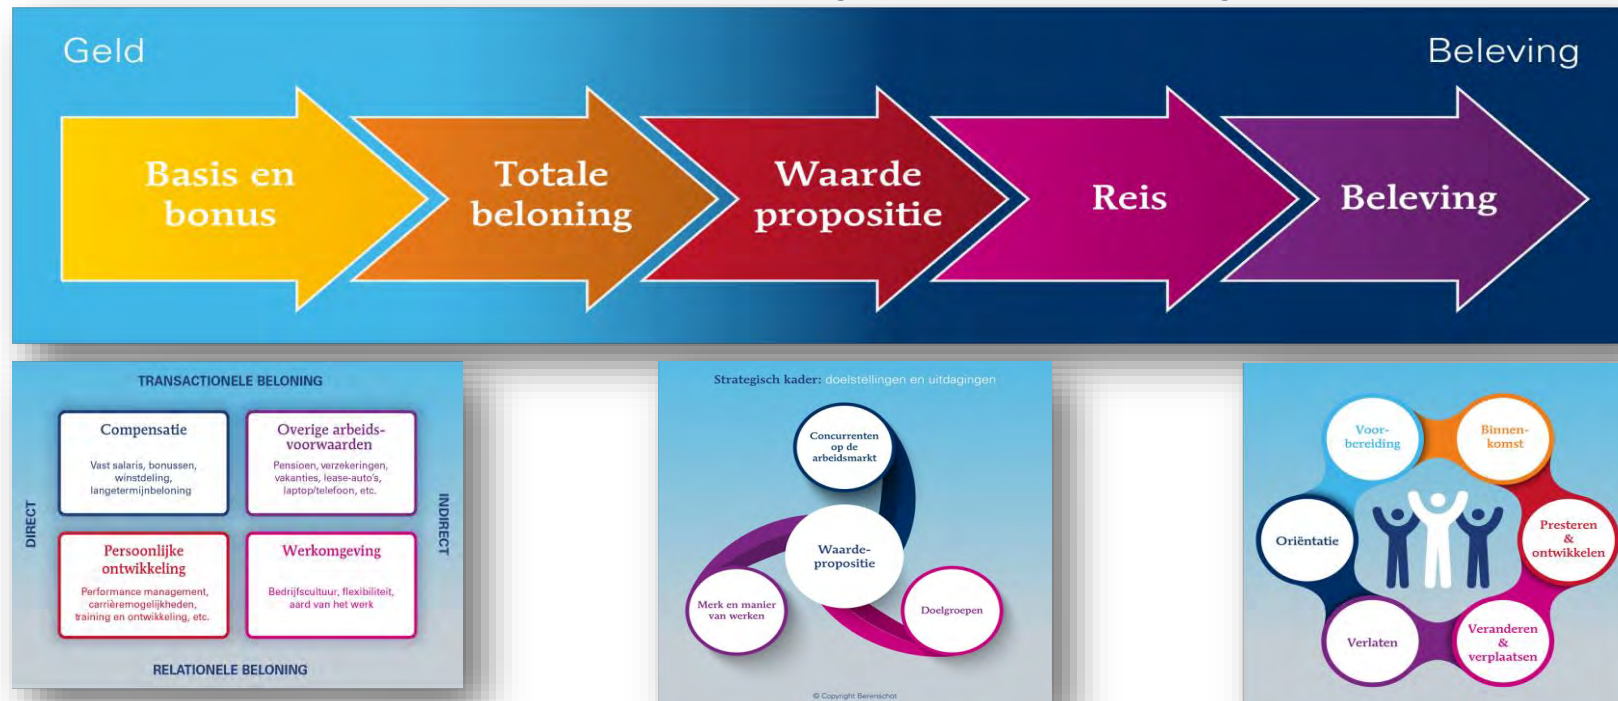 Geld
Beleving
Basis en
bonus
Totale
beloning
Waarde
propositie
Reis
Beleving
TRANSACTIONELE BELONING
DIRECT
INDIRECT
Compensatie
Vast salaris, bonussen,
winstdeling,
langetermijnbeloning
Overige arbeids-
voorwaarden
Pensioen, verzekeringen,
vakanties, lease-auto's,
laptop/telefoon, etc.
Persoonlijke
ontwikkeling
Performance management,
carrièremogelijkheden,
training en ontwikkeling, etc.
Werkomgeving
Bedrijfscultuur, flexibiliteit,
aard van het werk
RELATIONELE BELONING
Strategisch kader: doelstellingen en uitdagingen
Concurrenten
op de
arbeidsmarkt
Waarde-
propositie
Merk en manier
van werken
Doelgroepen
© Copyright Berenschot
Voor-
bereiding
Binnen-
komst
Oriëntatie
Presteren
&
ontwikkelen
Verlaten
Veranderen
&
verplaatsen